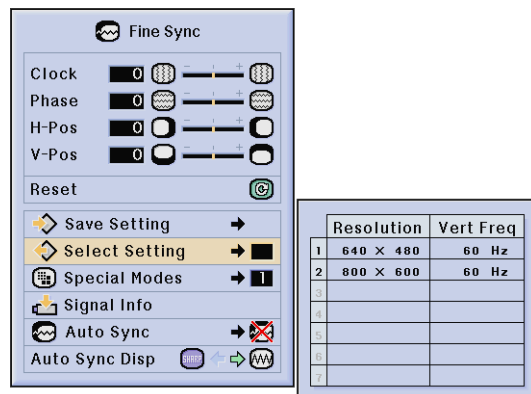 Fine Sync
Clock 0 - +
Phase 0 - +
H-Pos 0 - +
V-Pos 0 - +
Reset
Save Setting
Select Setting
Special Modes 1
Signal Info
Auto Sync
Auto Sync Disp SHARP
Resolution Vert Freq
1 640 × 480 60 Hz
2 800 × 600 60 Hz
3
4
5
6
7